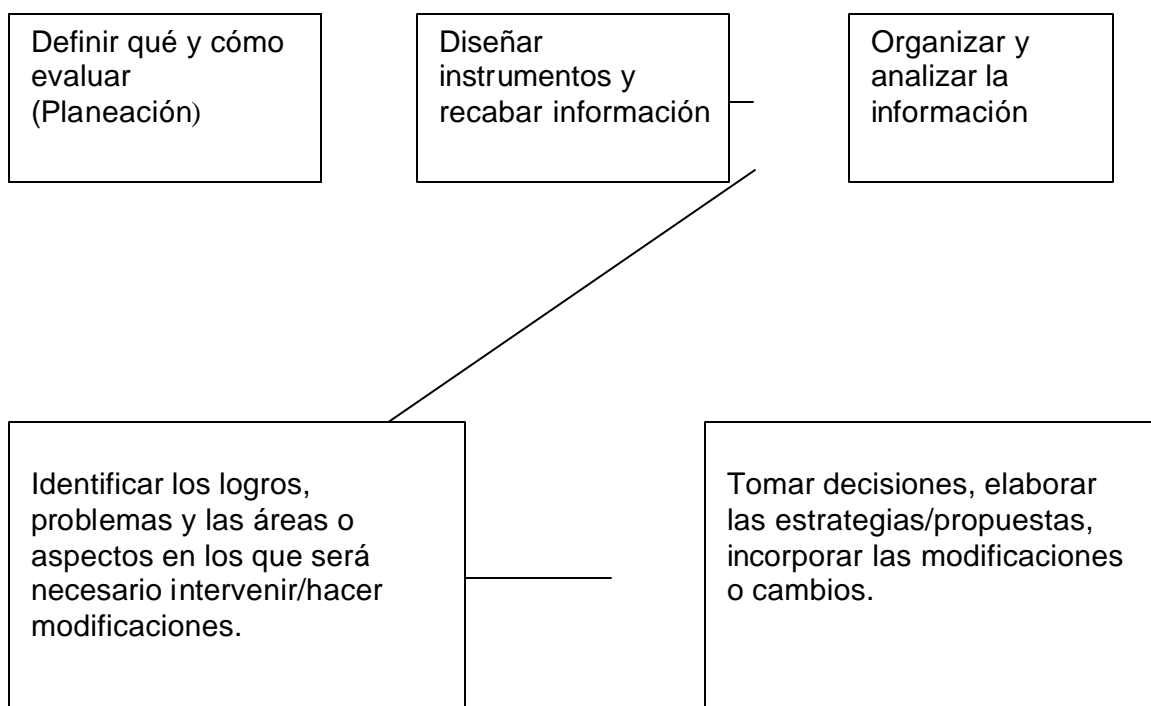 Definir qué y cómo
evaluar
(Planeación)
Diseñar
instrumentos y
recabar información
Organizar y
analizar la
información
Identificar los logros,
problemas y las áreas o
aspectos en los que será
necesario intervenir/hacer
modificaciones.
Tomar decisiones, elaborar
las estrategias/propuestas,
incorporar las modificaciones
o cambios.